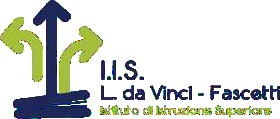 I.I.S.
L. da Vinci - Fascetti
Istituto di Istruzione Superiore